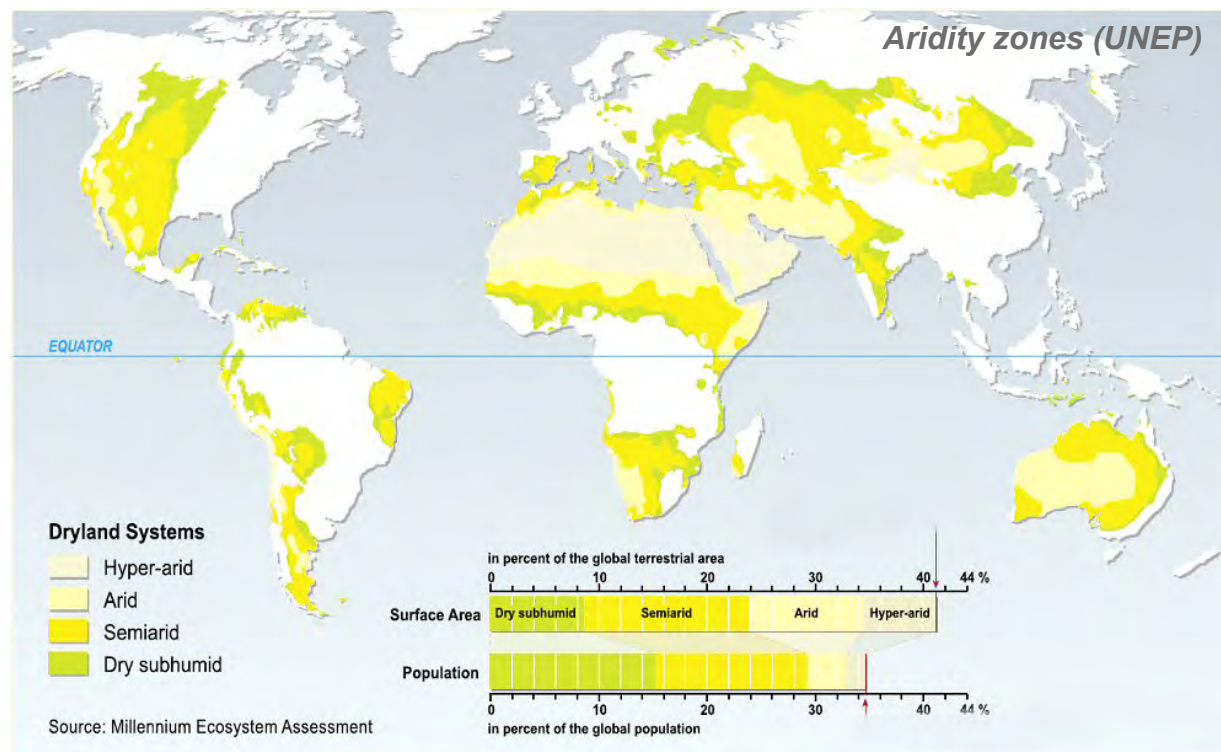 Aridity zones (UNEP)
EQUATOR
Dryland Systems
Hyper-arid
Arid
Semiarid
Dry subhumid
in percent of the global terrestrial area
0 10 20 30 40 44 %
Surface Area Dry subhumid Semiarid Arid Hyper-arid
Population
0 10 20 30 40 44 %
in percent of the global population
Source: Millennium Ecosystem Assessment